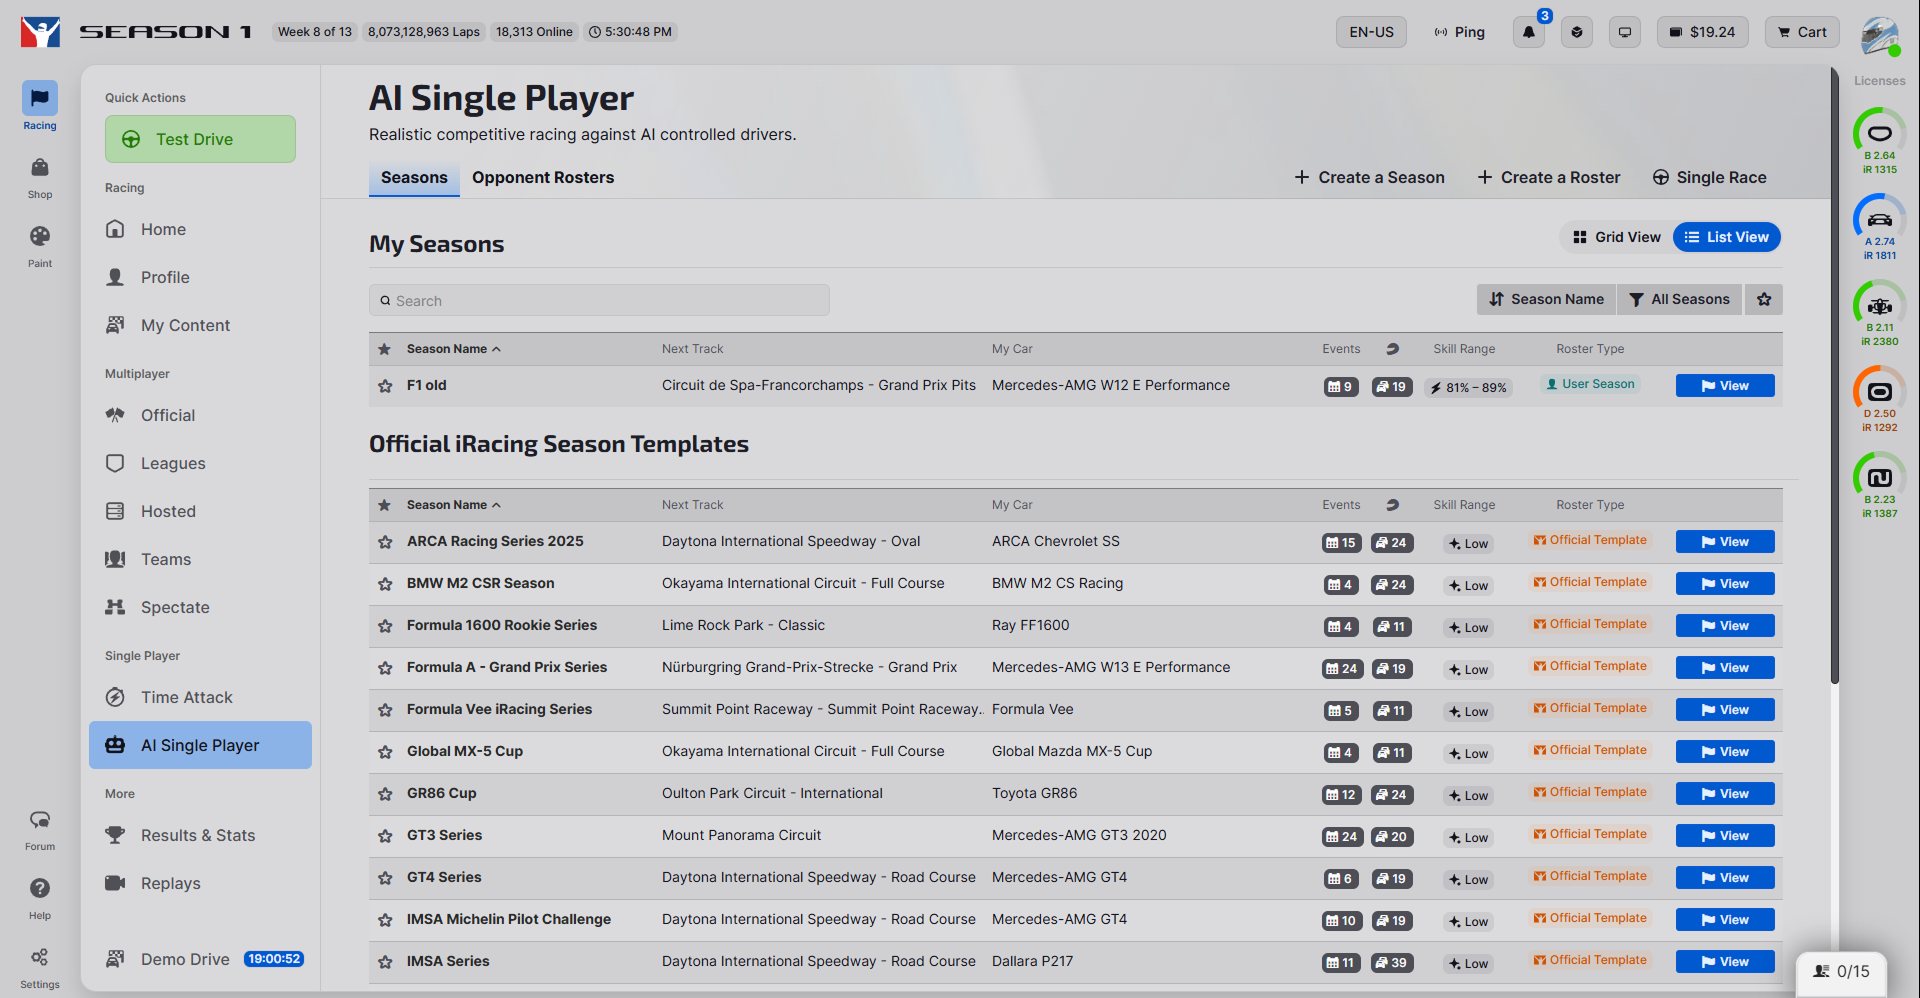 SEASON 1
Week 8 of 13
8,073,128,963 Laps
18,313 Online
5:30:48 PM
EN-US
Ping
3
$19.24
Cart
Racing
Shop
Paint
Forum
Help
Settings
Quick Actions
Test Drive
Racing
Home
Profile
My Content
Multiplayer
Official
Leagues
Hosted
Teams
Spectate
Single Player
Time Attack
AI Single Player
More
Results & Stats
Replays
Demo Drive 19:00:52
AI Single Player
Realistic competitive racing against AI controlled drivers.
Seasons Opponent Rosters
Create a Season Create a Roster Single Race
My Seasons
Grid View List View
Search
Season Name All Seasons
Season Name Next Track My Car Events Skill Range Roster Type
F1 old Circuit de Spa-Francorchamps - Grand Prix Pits Mercedes-AMG W12 E Performance 9 19 81% – 89% User Season View
Official iRacing Season Templates
Season Name Next Track My Car Events Skill Range Roster Type
ARCA Racing Series 2025 Daytona International Speedway - Oval ARCA Chevrolet SS 15 24 Low Official Template View
BMW M2 CSR Season Okayama International Circuit - Full Course BMW M2 CS Racing 4 24 Low Official Template View
Formula 1600 Rookie Series Lime Rock Park - Classic Ray FF1600 4 11 Low Official Template View
Formula A - Grand Prix Series Nürburgring Grand-Prix-Strecke - Grand Prix Mercedes-AMG W13 E Performance 24 19 Low Official Template View
Formula Vee iRacing Series Summit Point Raceway - Summit Point Raceway.. Formula Vee 5 11 Low Official Template View
Global MX-5 Cup Okayama International Circuit - Full Course Global Mazda MX-5 Cup 4 11 Low Official Template View
GR86 Cup Oulton Park Circuit - International Toyota GR86 12 24 Low Official Template View
GT3 Series Mount Panorama Circuit Mercedes-AMG GT3 2020 24 20 Low Official Template View
GT4 Series Daytona International Speedway - Road Course Mercedes-AMG GT4 6 19 Low Official Template View
IMSA Michelin Pilot Challenge Daytona International Speedway - Road Course Mercedes-AMG GT4 10 19 Low Official Template View
IMSA Series Daytona International Speedway - Road Course Dallara P217 11 39 Low Official Template View
Licenses
B 2.64
iR 1315
A 2.74
iR 1811
B 2.11
iR 2380
D 2.50
iR 1292
B 2.23
iR 1387
0/15